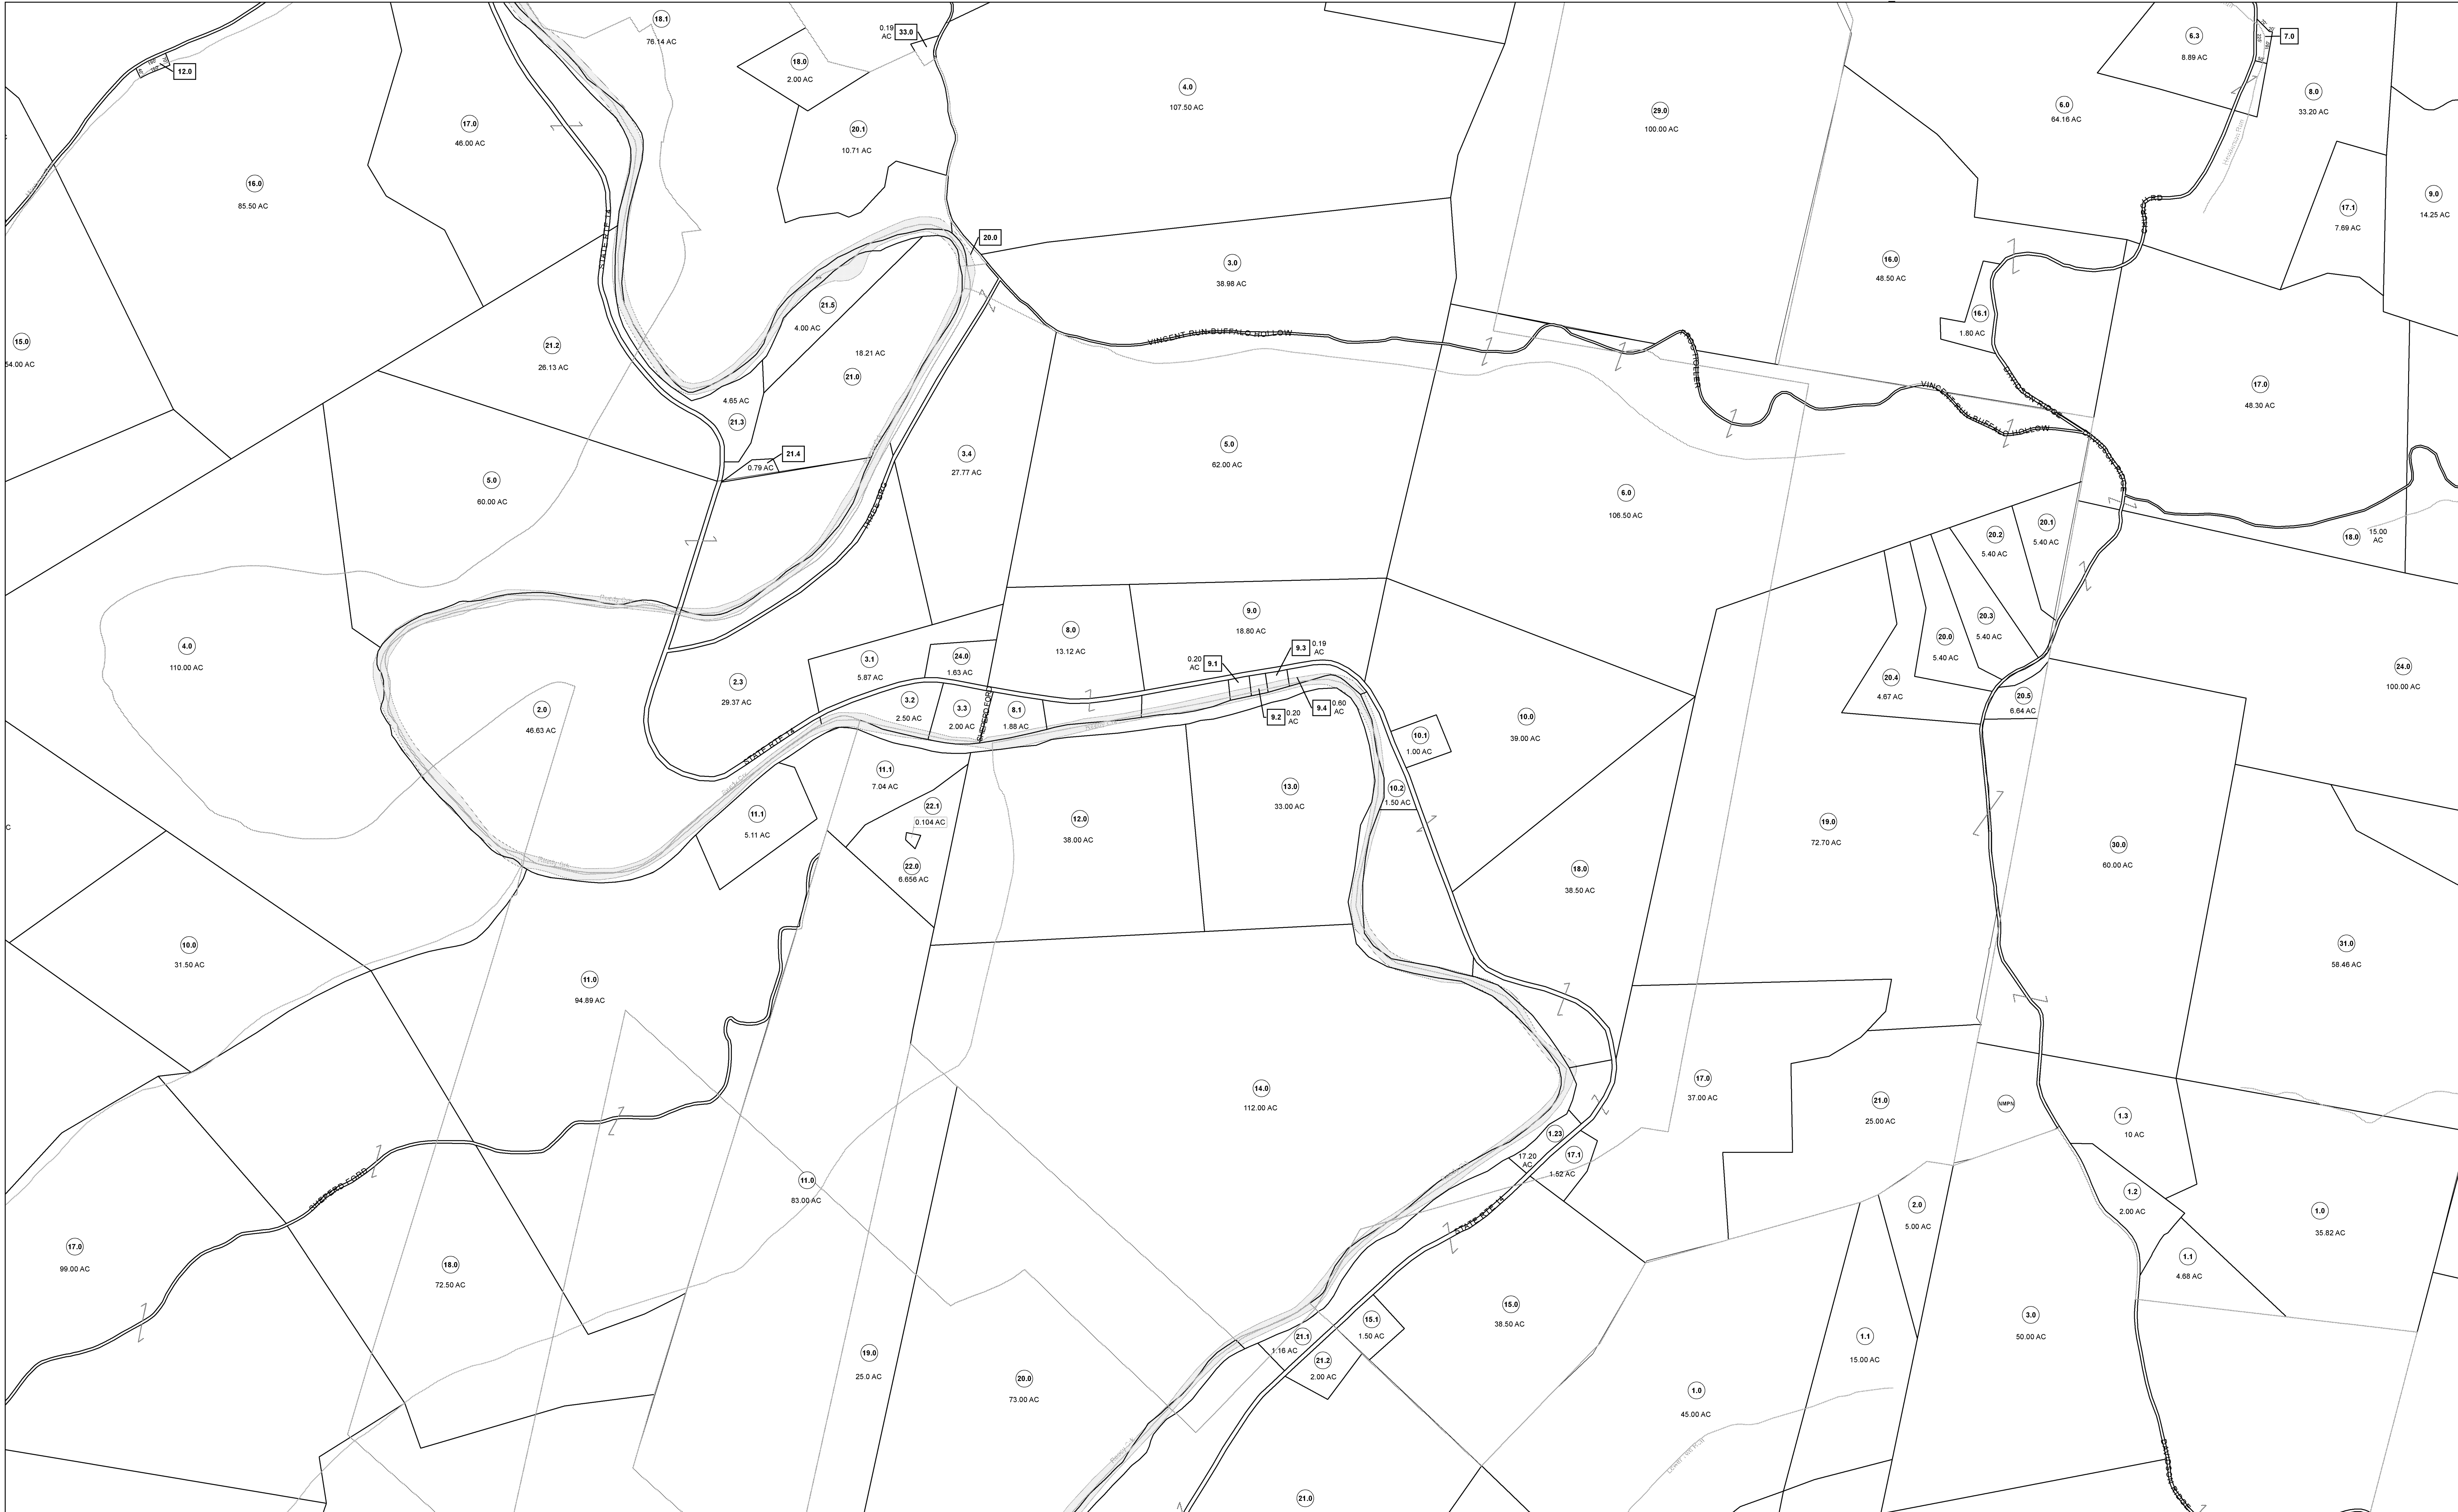 18.1
76.14 AC
0.19
AC
33.0
18.0
2.00 AC
12.0
17.0
46.00 AC
20.1
10.71 AC
4.0
107.50 AC
29.0
100.00 AC
6.3
8.89 AC
7.0
6.0
64.16 AC
8.0
33.20 AC
Henderson Run
16.0
85.50 AC
17.1
7.69 AC
9.0
14.25 AC
STATE RTE 14
20.0
3.0
38.98 AC
16.0
48.50 AC
16.1
1.80 AC
21.5
4.00 AC
VINCENT RUN-BUFFALO HOLLOW
15.0
54.00 AC
21.2
26.13 AC
18.21 AC
21.0
4.65 AC
21.3
DAVIDSON RIDGE
VINCENT RUN-BUFFALO HOLLOW
DAVIDSON RIDGE
17.0
48.30 AC
21.4
0.79 AC
3.4
27.77 AC
5.0
62.00 AC
5.0
60.00 AC
6.0
106.50 AC
THREE BRG
20.1
5.40 AC
20.2
5.40 AC
18.0
15.00
AC
20.3
5.40 AC
20.0
5.40 AC
20.4
4.67 AC
20.5
6.64 AC
24.0
100.00 AC
4.0
110.00 AC
8.0
13.12 AC
9.0
18.80 AC
0.20
AC
9.1
9.3
0.19
AC
9.2
0.20
AC
9.4
0.60
AC
3.1
5.87 AC
24.0
1.63 AC
2.3
29.37 AC
3.2
2.50 AC
3.3
2.00 AC
SHEPERD FORD
8.1
1.88 AC
2.0
46.63 AC
STATE RTE 14
10.1
1.00 AC
10.0
39.00 AC
10.2
1.50 AC
11.1
7.04 AC
11.1
5.11 AC
22.1
0.104 AC
22.0
6.656 AC
12.0
38.00 AC
13.0
33.00 AC
18.0
38.50 AC
19.0
72.70 AC
30.0
60.00 AC
C
10.0
31.50 AC
11.0
94.89 AC
31.0
58.46 AC
14.0
112.00 AC
17.0
37.00 AC
21.0
25.00 AC
NMPN
1.3
10 AC
1.23
17.20
AC
17.1
1.52 AC
SHEPERD FORD
11.0
83.00 AC
STATE RTE 14
2.0
5.00 AC
1.2
2.00 AC
1.0
35.82 AC
17.0
99.00 AC
18.0
72.50 AC
1.1
4.68 AC
15.0
38.50 AC
15.1
1.50 AC
21.1
1.16 AC
21.2
2.00 AC
3.0
50.00 AC
1.1
15.00 AC
19.0
25.0 AC
20.0
73.00 AC
1.0
45.00 AC
DAVIDSON RIDGE
21.0